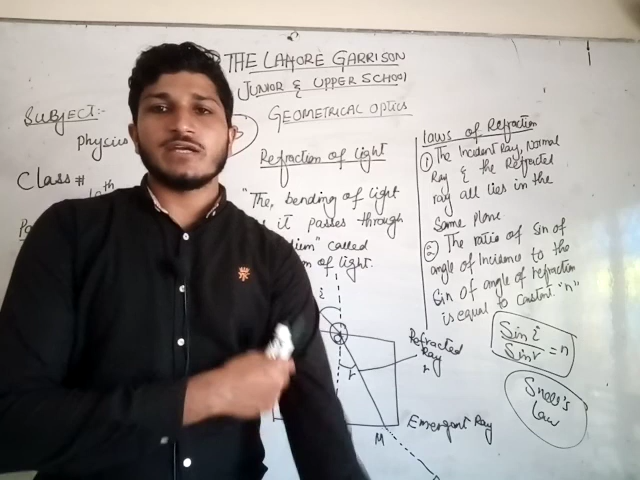 THE LAHORE GARRISON
JUNIOR & UPPER SCHOOL
GEOMETRICAL OPTICS
SUBJECT:-
Physics
Class #
10th
Refraction of light
"The, bending of light
it passes through
called
of light.
i
r
Refracted
Ray
r
M
Emergent Ray
laws of Refraction
① The Incident Ray, Normal
Ray & the Refracted
ray all lies in the
Same plane.
② The ratio of Sin of
angle of Incidence to the
Sin of angle of refraction
is equal to Constant. "n"
Sin i
Sin r = n
Snell's
law